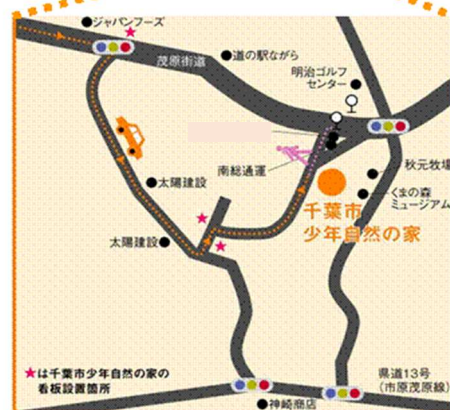 ジャパンフーズ
茂原街道
道の駅ながら
明治ゴルフ
センター
南総通運
秋元牧場
くまの森
ミュージアム
太陽建設
千葉市
少年自然の家
太陽建設
★は千葉市少年自然の家の
看板設置箇所
県道13号
(市原茂原線)
神崎商店